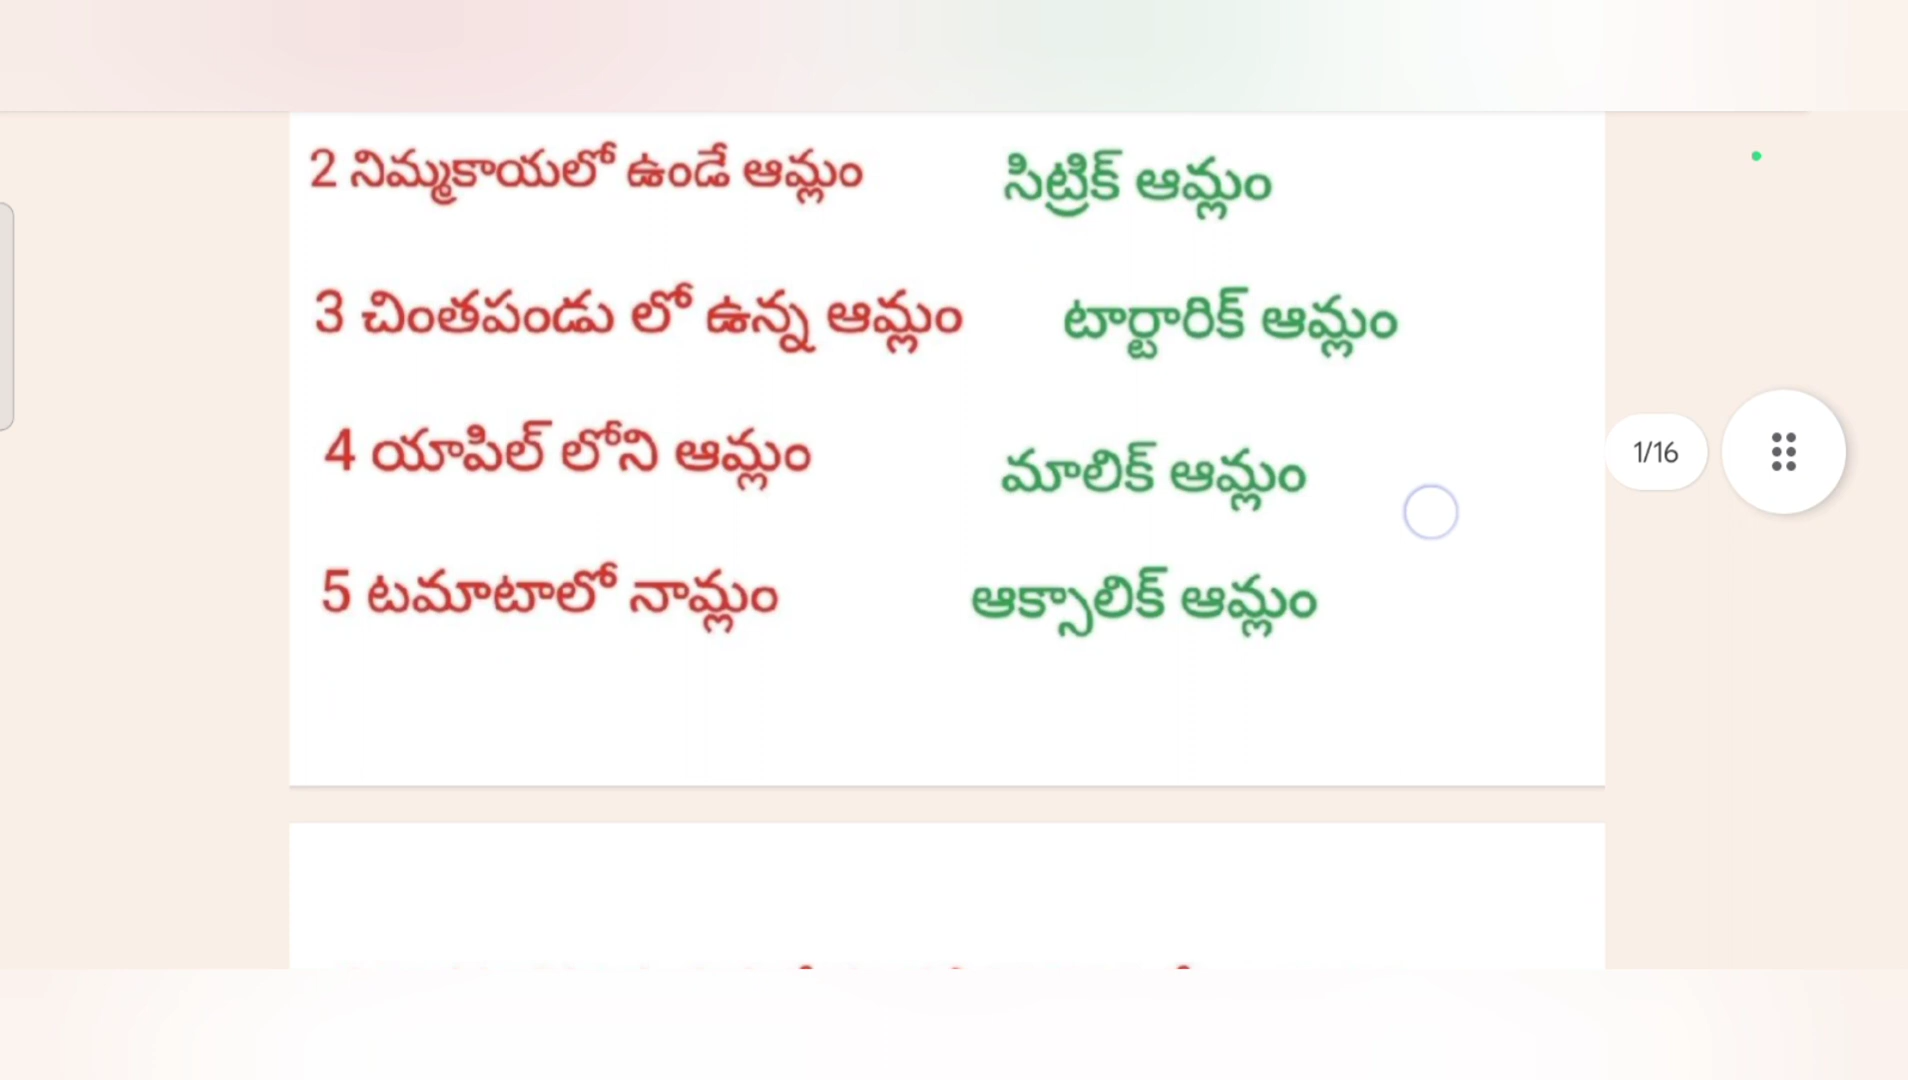 2 నిమ్మకాయలో ఉండే ఆమ్లం సిట్రిక్ ఆమ్లం
3 చింతపండు లో ఉన్న ఆమ్లం టార్టారిక్ ఆమ్లం
4 యాపిల్ లోని ఆమ్లం మాలిక్ ఆమ్లం
1/16
5 టమాటాలో నామ్లం ఆక్సాలిక్ ఆమ్లం